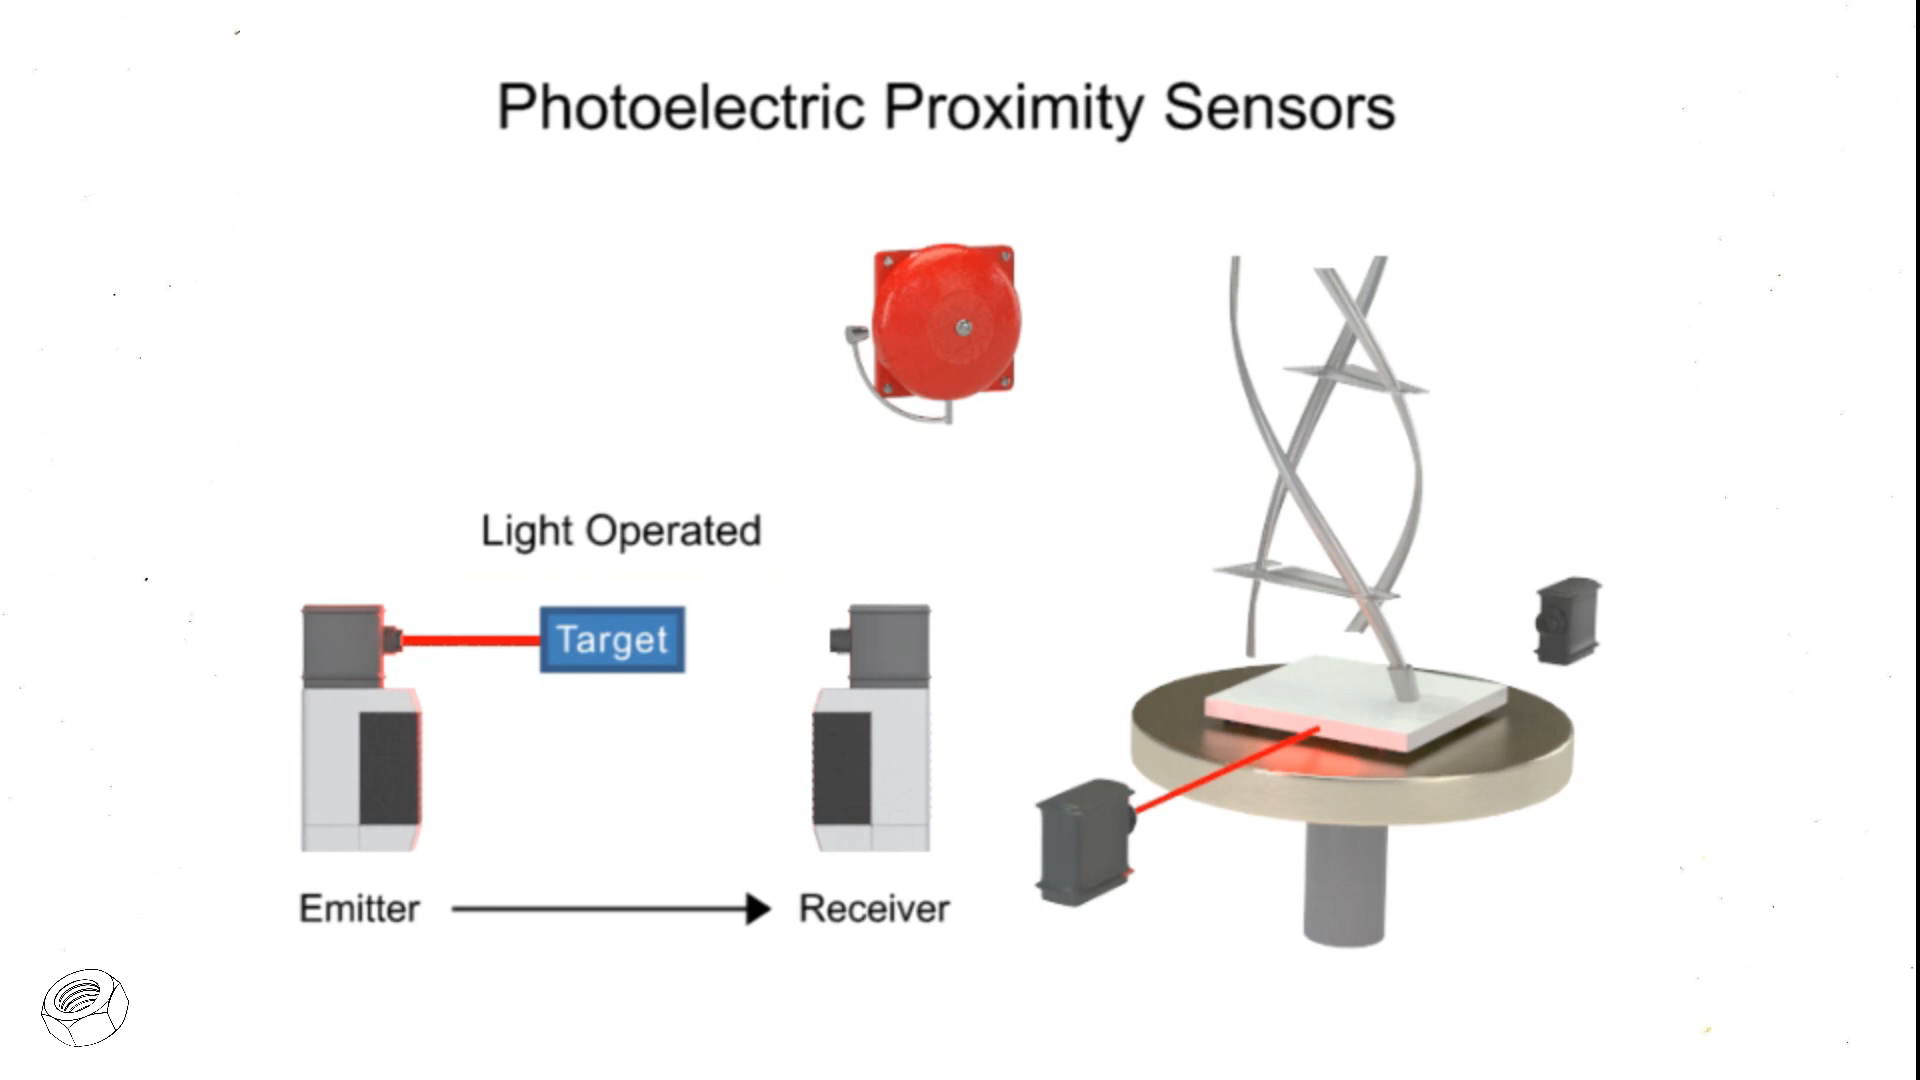 Photoelectric Proximity Sensors
Light Operated
Target
Emitter
Receiver